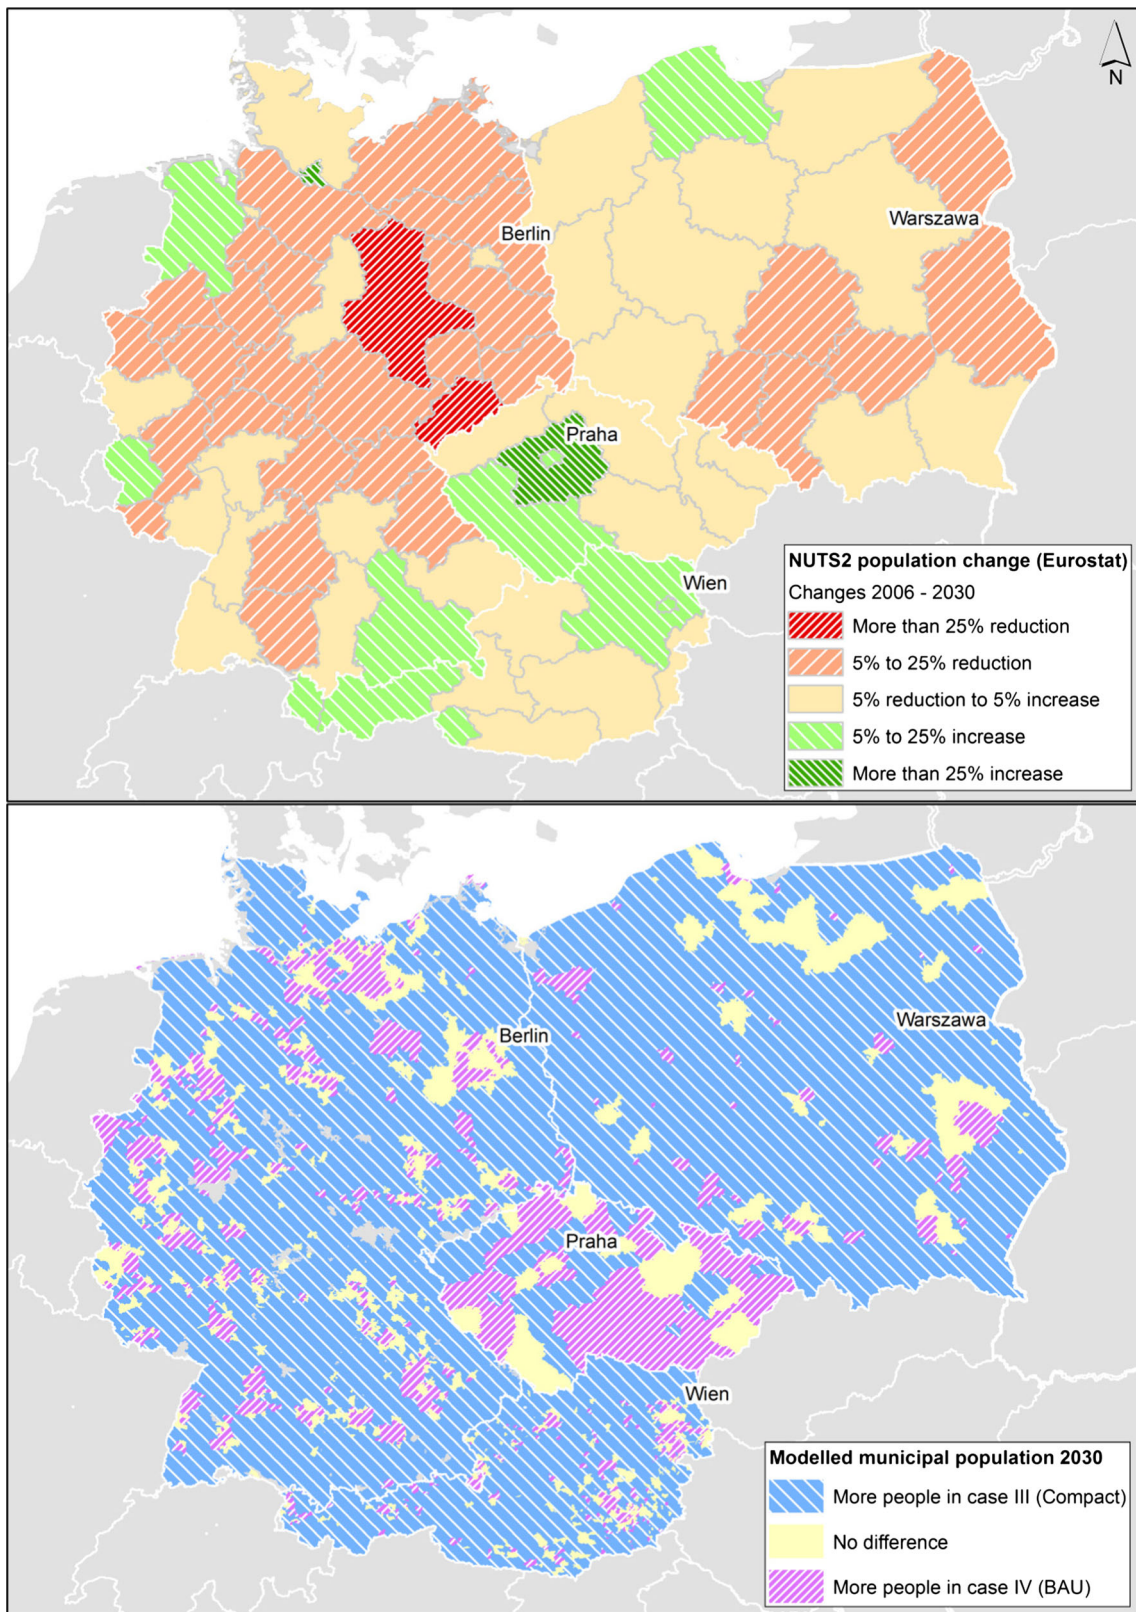 N
Berlin
Warszawa
Praha
Wien
NUTS2 population change (Eurostat)
Changes 2006 - 2030
More than 25% reduction
5% to 25% reduction
5% reduction to 5% increase
5% to 25% increase
More than 25% increase
Warszawa
Berlin
Praha
Wien
Modelled municipal population 2030
More people in case III (Compact)
No difference
More people in case IV (BAU)